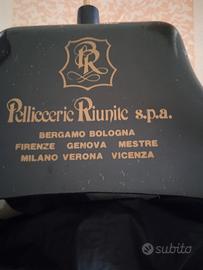 PR
Pelliccerie Riunite s.p.a.
BERGAMO BOLOGNA
FIRENZE GENOVA MESTRE
MILANO VERONA VICENZA
subito